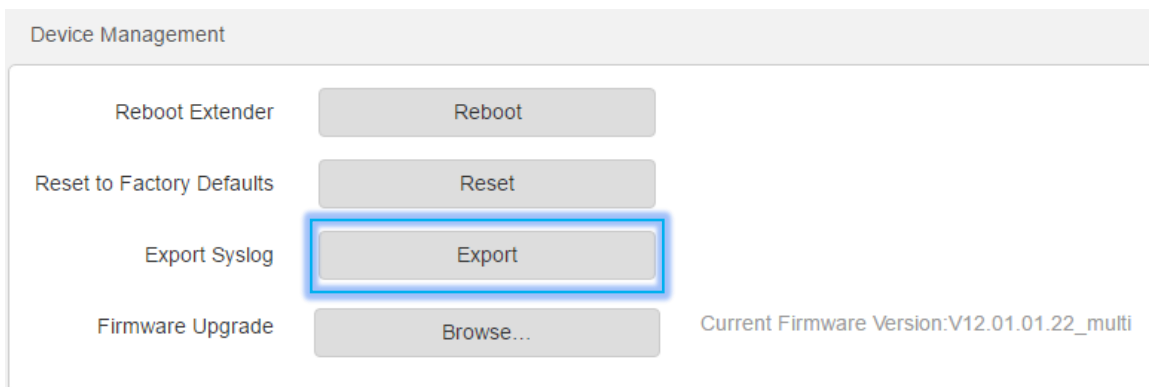 Device Management
Reboot Extender Reboot
Reset to Factory Defaults Reset
Export Syslog Export
Firmware Upgrade Browse... Current Firmware Version:V12.01.01.22_multi